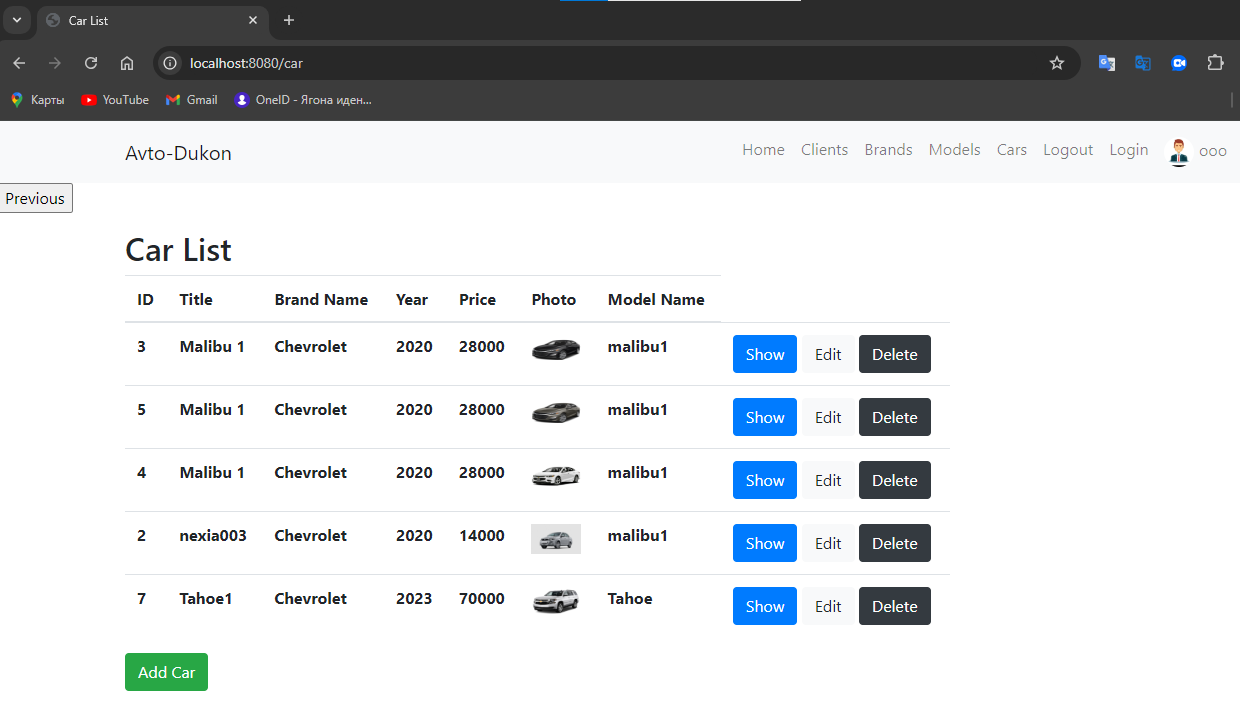 Car List
localhost:8080/car
Карты YouTube Gmail OneID - Ягона иден...
Avto-Dukon Home Clients Brands Models Cars Logout Login ooo
Previous
Car List
ID Title Brand Name Year Price Photo Model Name
3 Malibu 1 Chevrolet 2020 28000 malibu1 Show Edit Delete
5 Malibu 1 Chevrolet 2020 28000 malibu1 Show Edit Delete
4 Malibu 1 Chevrolet 2020 28000 malibu1 Show Edit Delete
2 nexia003 Chevrolet 2020 14000 malibu1 Show Edit Delete
7 Tahoe1 Chevrolet 2023 70000 Tahoe Show Edit Delete
Add Car